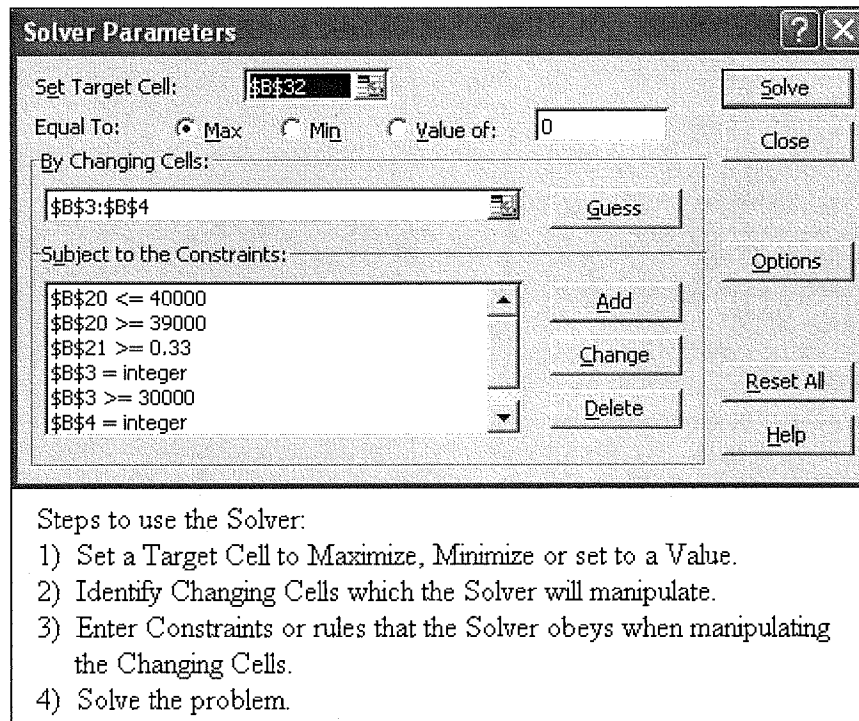 Solver Parameters
Set Target Cell: $B$32 Solve
Equal To: Max Min Value of: 0
Close
By Changing Cells:
$B$3:$B$4 Guess
Subject to the Constraints: Options
$B$20 <= 40000 Add
$B$20 >= 39000
$B$21 >= 0.33 Change
$B$3 = integer Reset All
$B$3 >= 30000 Delete
$B$4 = integer Help
Steps to use the Solver:
1) Set a Target Cell to Maximize, Minimize or set to a Value.
2) Identify Changing Cells which the Solver will manipulate.
3) Enter Constraints or rules that the Solver obeys when manipulating
the Changing Cells.
4) Solve the problem.